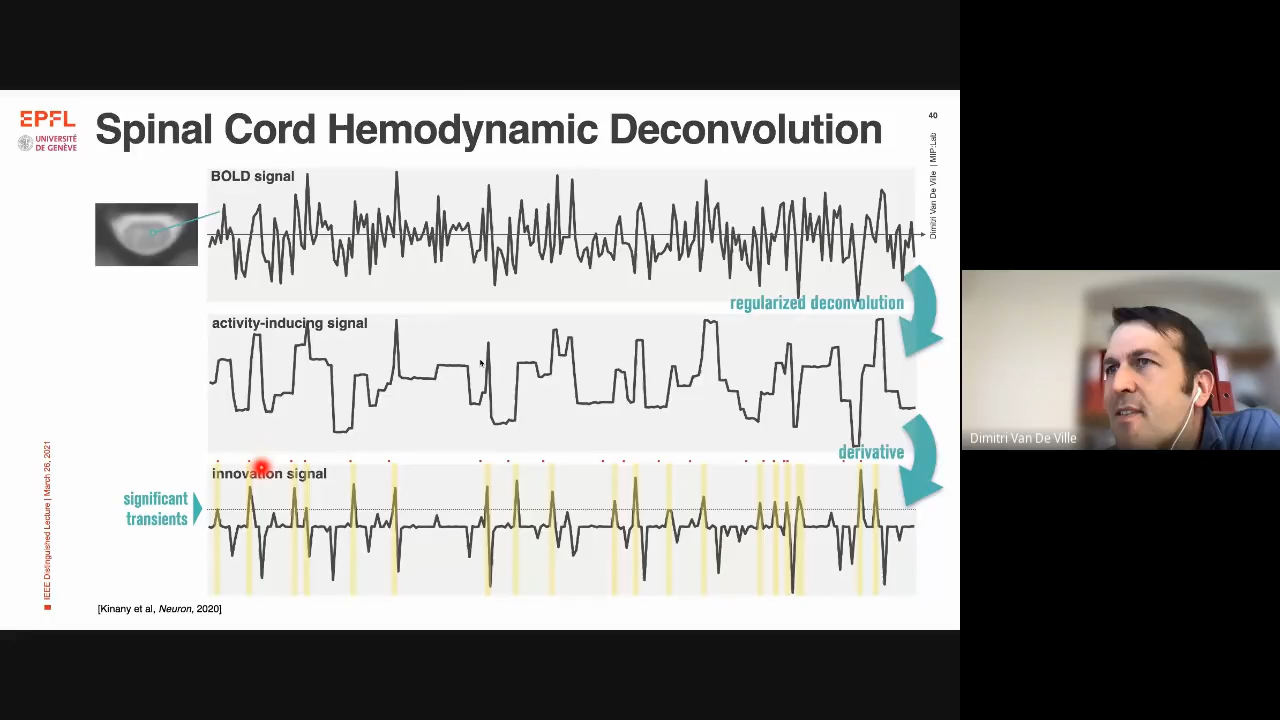 EPFL
UNIVERSITÉ
DE GENÈVE
Spinal Cord Hemodynamic Deconvolution
40
Dimitri Van De Ville | MIP:Lab
BOLD signal
regularized deconvolution
activity-inducing signal
derivative
innovation signal
significant
transients
IEEE Distinguished Lecture | March 26, 2021
[Kinany et al, Neuron, 2020]
Dimitri Van De Ville